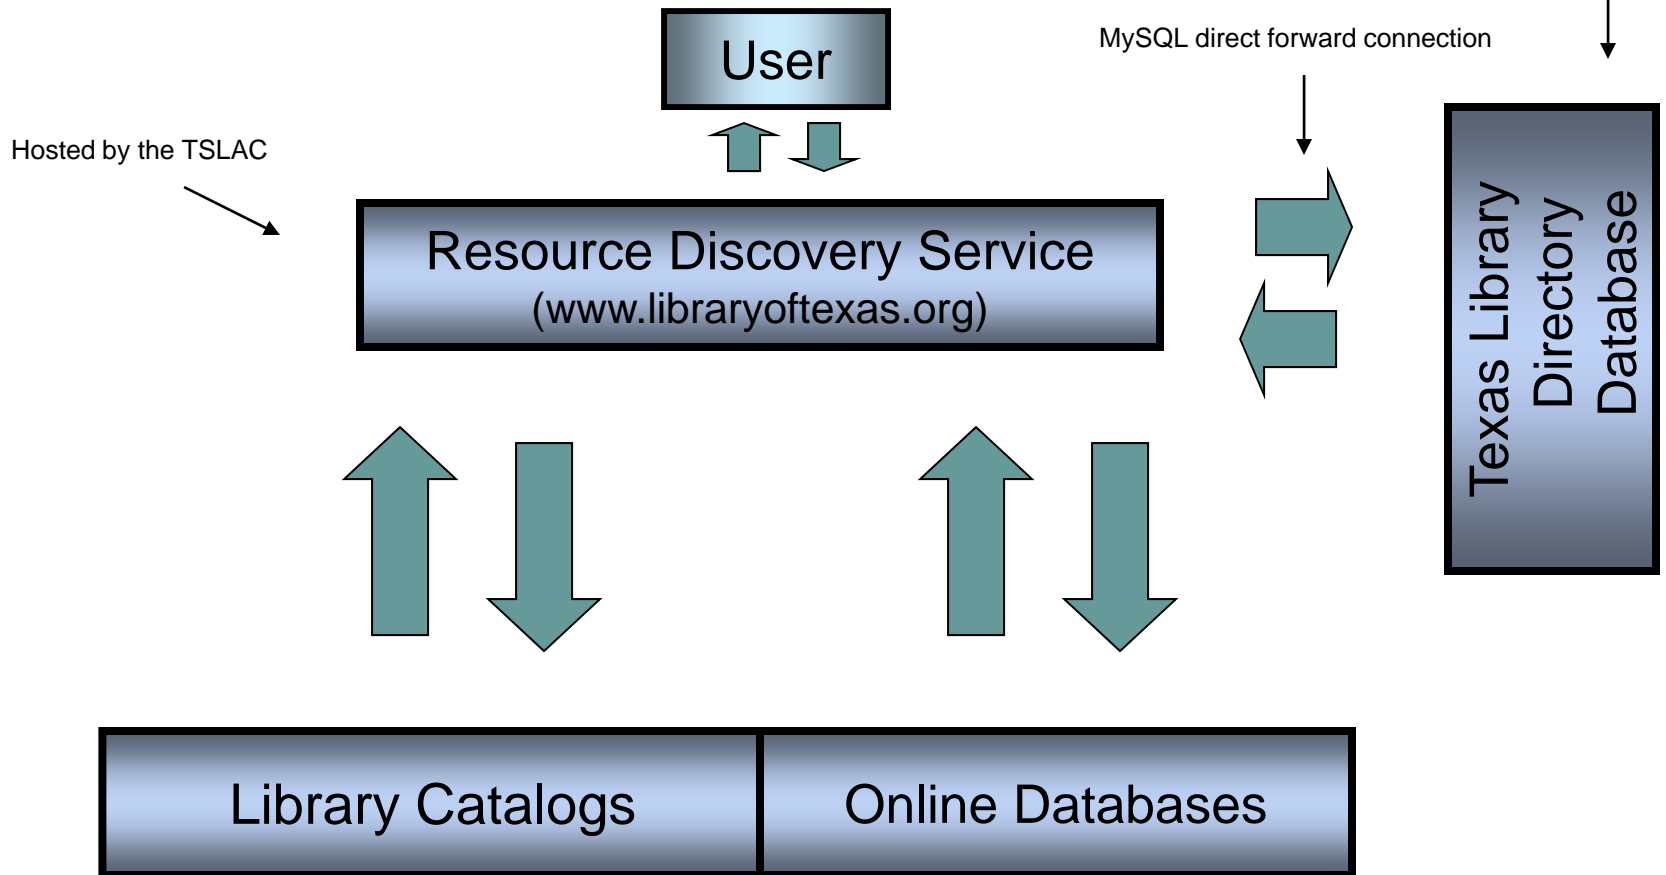 User
MySQL direct forward connection
Hosted by the TSLAC
Resource Discovery Service
(www.libraryoftexas.org)
Texas Library
Directory
Database
Library Catalogs
Online Databases